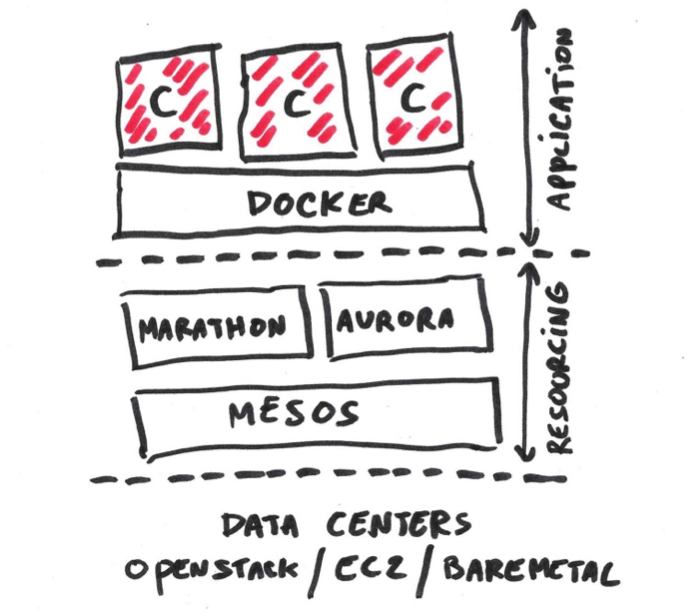 C C C
APPLICATION
DOCKER
MARATHON AURORA
RESOURCING
MESOS
DATA CENTERS
OPENSTACK / EC2 / BAREMETAL